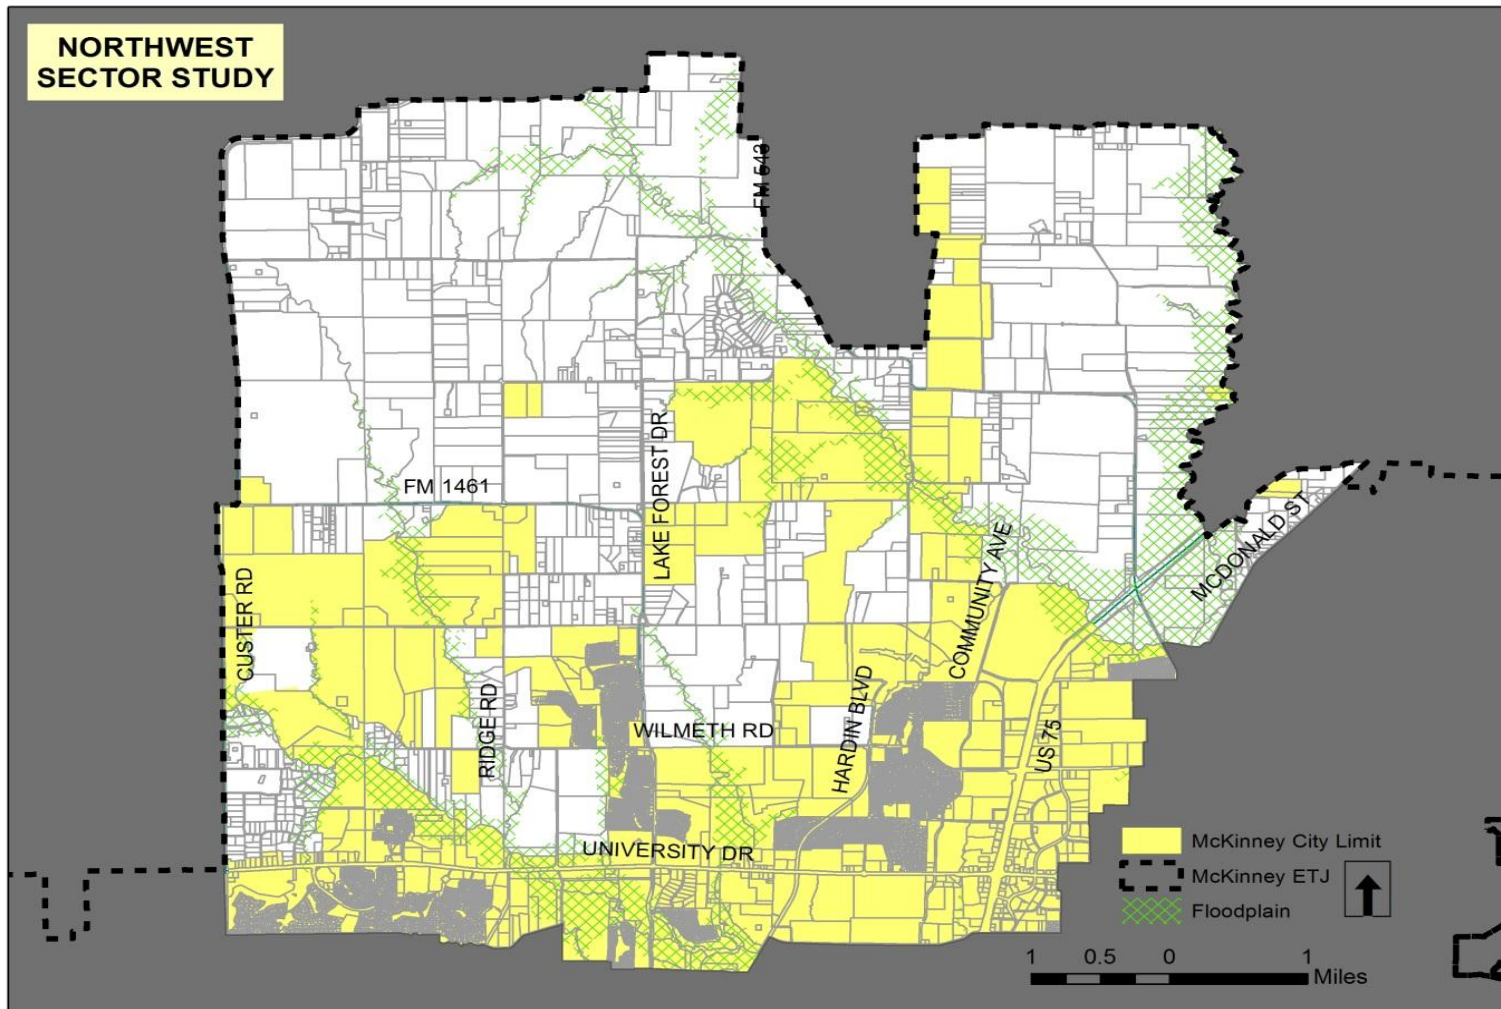 NORTHWEST
SECTOR STUDY
FM 543
LAKE FOREST DR
FM 1461
MCDONALD ST
COMMUNITY AVE
CUSTER RD
RIDGE RD
HARDIN BLVD
WILMETH RD
US 75
UNIVERSITY DR
McKinney City Limit
McKinney ETJ
Floodplain
1 0.5 0 1
Miles